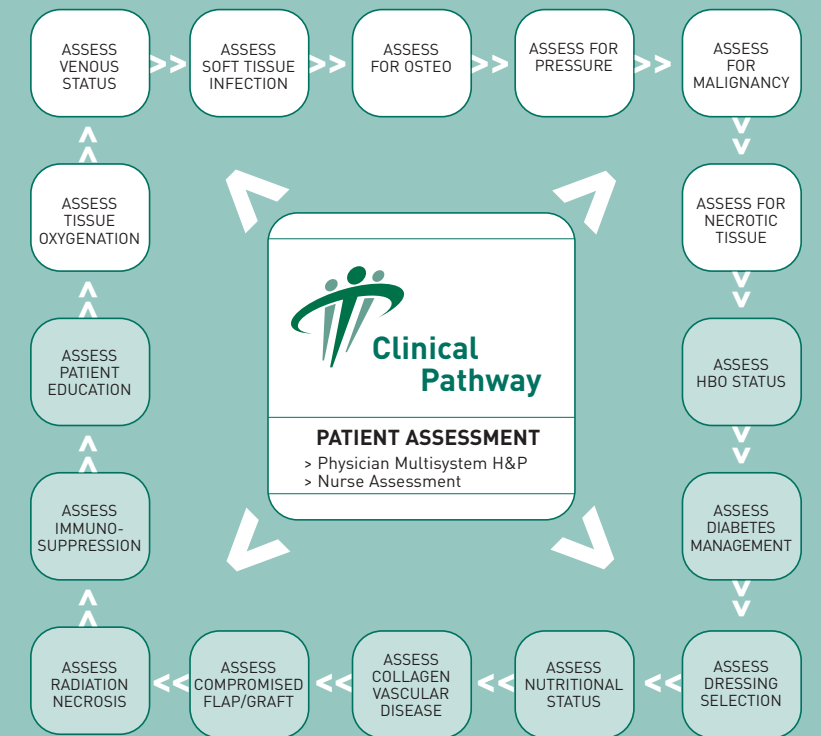 ASSESS
VENOUS
STATUS
>>
ASSESS
SOFT TISSUE
INFECTION
>>
ASSESS
FOR OSTEO
>>
ASSESS FOR
PRESSURE
>>
ASSESS
FOR
MALIGNANCY
ASSESS FOR
NECROTIC
TISSUE
ASSESS
HBO STATUS
ASSESS
DIABETES
MANAGEMENT
ASSESS
DRESSING
SELECTION
<<
ASSESS
NUTRITIONAL
STATUS
<<
ASSESS
COLLAGEN
VASCULAR
DISEASE
<<
ASSESS
COMPROMISED
FLAP/GRAFT
<<
ASSESS
RADIATION
NECROSIS
ASSESS
IMMUNO-
SUPPRESSION
ASSESS
PATIENT
EDUCATION
ASSESS
TISSUE
OXYGENATION
Clinical
Pathway
PATIENT ASSESSMENT
> Physician Multisystem H&P
> Nurse Assessment